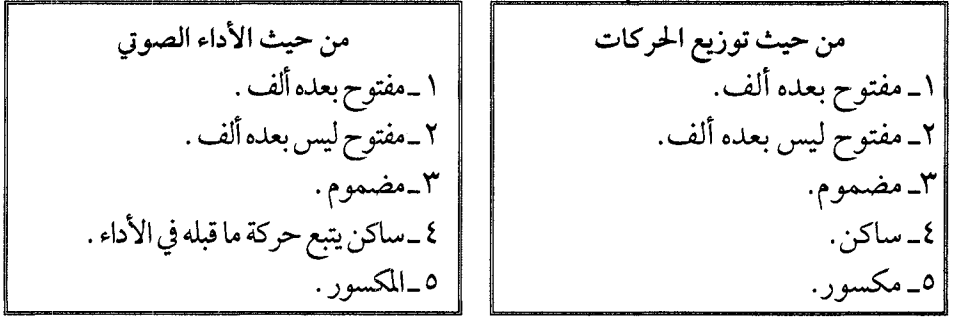 من حيث توزيع الحركات
١ـ مفتوح بعده ألف.
٢ـ مفتوح ليس بعده ألف.
٣ـ مضموم.
٤ـ ساكن.
٥ـ مكسور.
من حيث الأداء الصوتي
١ـ مفتوح بعده ألف.
٢ـ مفتوح ليس بعده ألف.
٣ـ مضموم.
٤ـ ساكن يتبع حركة ما قبله في الأداء.
٥ـ المكسور.